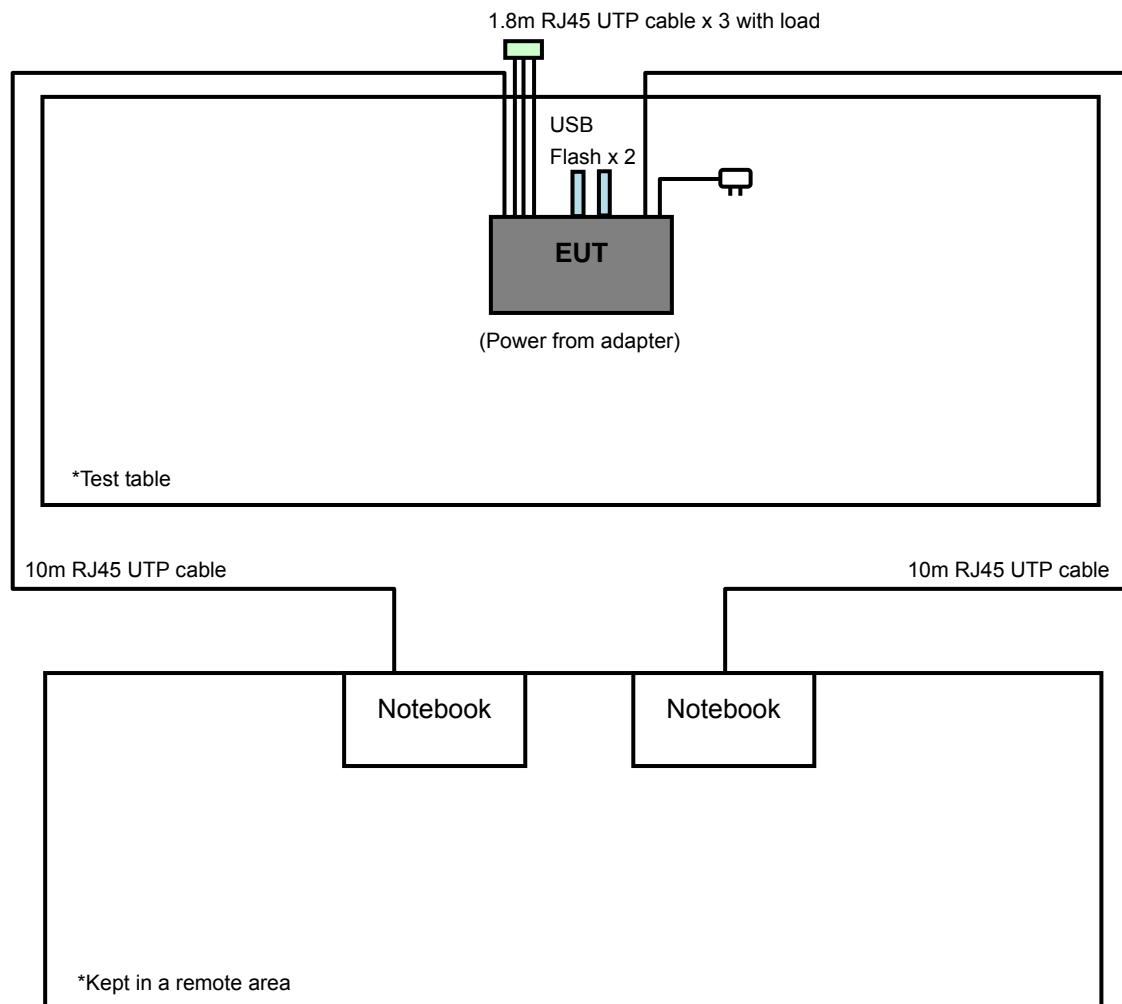 1.8m RJ45 UTP cable x 3 with load
USB
Flash x 2
EUT
(Power from adapter)
*Test table
10m RJ45 UTP cable
10m RJ45 UTP cable
Notebook
Notebook
*Kept in a remote area